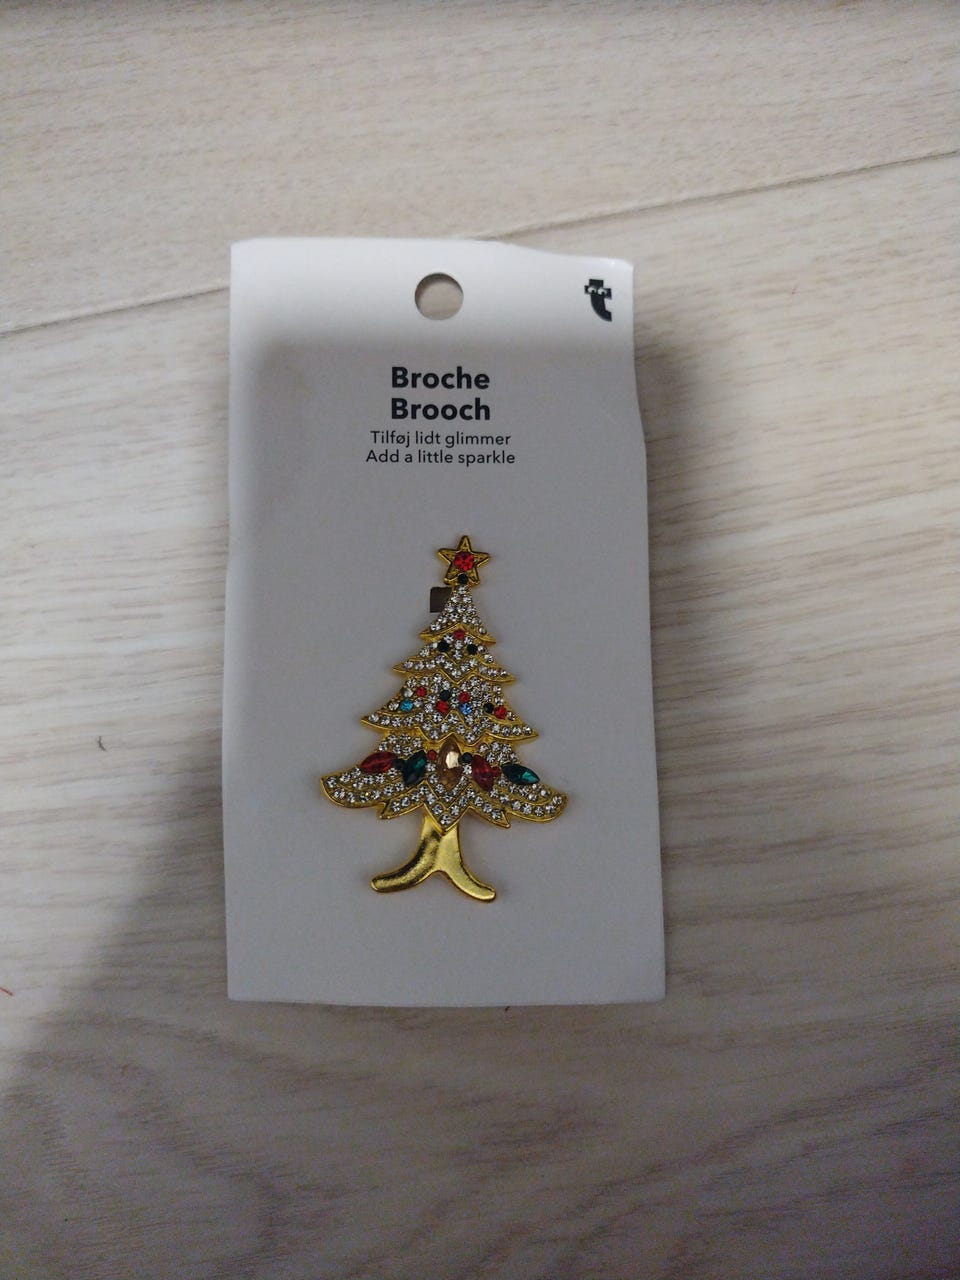 t
Broche
Brooch
Tilføj lidt glimmer
Add a little sparkle